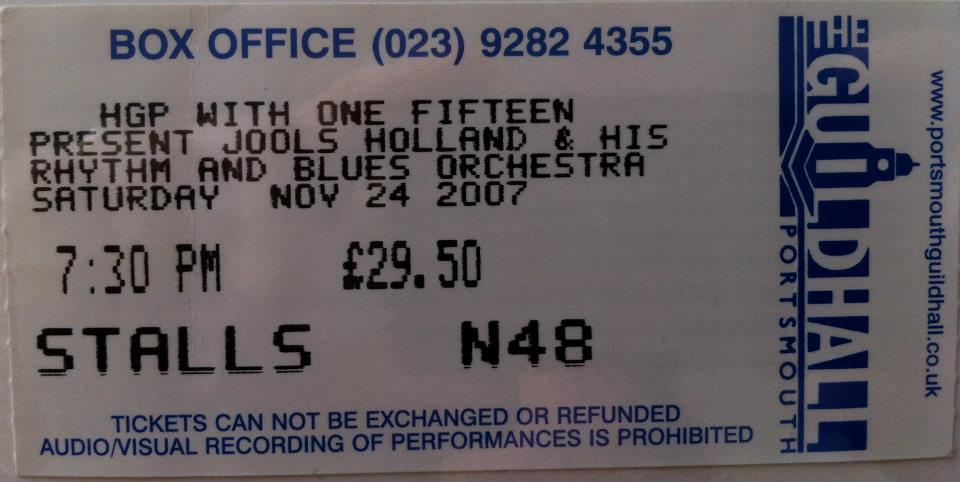 BOX OFFICE (023) 9282 4355
HGP WITH ONE FIFTEEN
PRESENT JOOLS HOLLAND & HIS
RHYTHM AND BLUES ORCHESTRA
SATURDAY NOV 24 2007
7:30 PM £29.50
STALLS N48
TICKETS CAN NOT BE EXCHANGED OR REFUNDED
AUDIO/VISUAL RECORDING OF PERFORMANCES IS PROHIBITED
THE GUILDHALL
PORTSMOUTH
www.portsmouthguildhall.co.uk